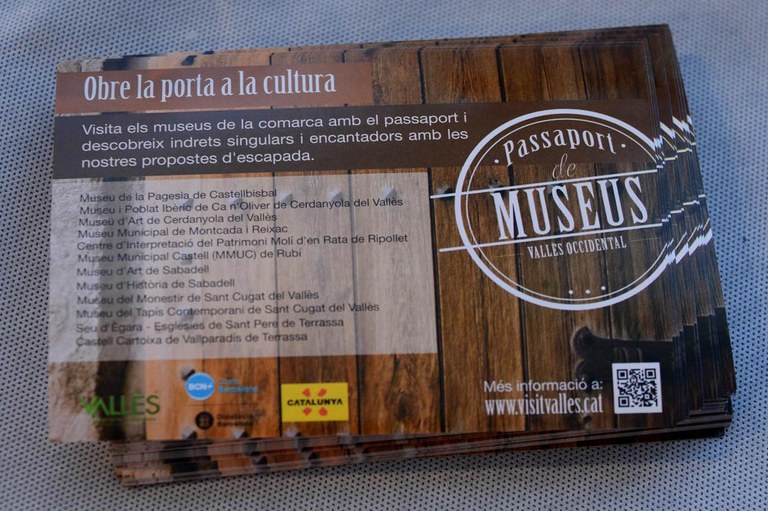 Obre la porta a la cultura
Visita els museus de la comarca amb el passaport i
descobreix indrets singulars i encantadors amb les
nostres propostes d'escapada.
Museu de la Pagesia de Castellbisbal
Museu i Poblat Ibèric de Ca n'Oliver de Cerdanyola del Vallès
Museu d'Art de Cerdanyola del Vallès
Museu Municipal de Montcada i Reixac
Centre d'Interpretació del Patrimoni Molí d'en Rata de Ripollet
Museu Municipal Castell (MMUC) de Rubí
Museu d'Art de Sabadell
Museu d'Història de Sabadell
Museu del Monestir de Sant Cugat del Vallès
Museu del Tapís Contemporani de Sant Cugat del Vallès
Seu d'Ègara - Esglésies de Sant Pere de Terrassa
Castell Cartoixa de Vallparadís de Terrassa
Passaport
de
MUSEUS
VALLÈS OCCIDENTAL
VALLÈS
BCN+
CATALUNYA
Més informació a:
www.visitvalles.cat